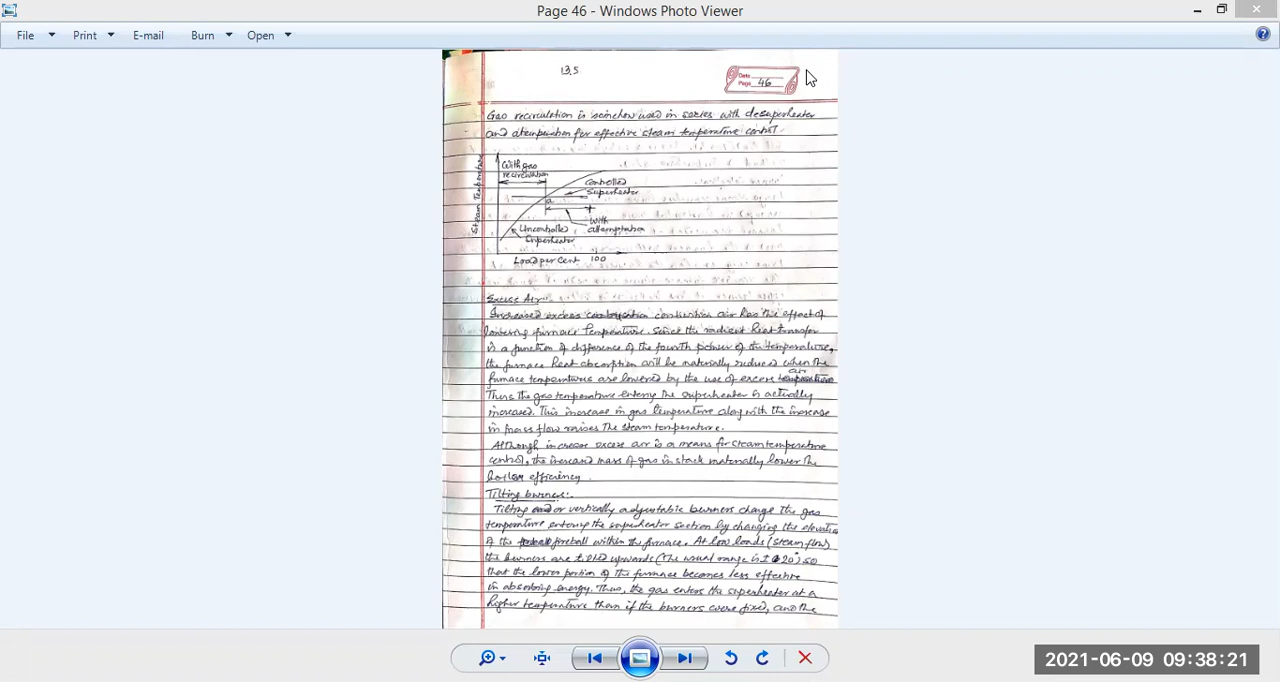 Page 46 - Windows Photo Viewer
File Print E-mail Burn Open
13.5
Date
Page 46
Gas recirculation is somehow used in series with desuperheater
and attemperation for effective steam temperature control.
With gas
recirculation
Controlled
Superheater
a
With
attemptation
Uncontrolled
Superheater
Steam Temperature
Load per cent 100
Excess Air:
Increased excess combustion air has the effect of
lowering furnace temperature. Since the radiant heat transfer
is a function of difference of the fourth power of the temperature,
the furnace heat absorption will be materially reduced when the
furnace temperatures are lowered by the use of excess air
Thus the gas temperature entering the superheater is actually
increased. This increase in gas temperature along with the increase
in mass flow raises the steam temperature.
Although increase excess air is a means for steam temperature
control, the increased mass of gas in stack materially lower the
boiler efficiency.
Tilting burners:
Tilting and/or vertically adjustable burners change the gas
temperature entering the superheater section by changing the elevation
of the fireball within the furnace. At low loads (steam flow)
the burners are tilted upwards (The usual range is ± 20°) so
that the lower portion of the furnace becomes less effective
in absorbing energy. Thus, the gas enters the superheater at a
higher temperature than if the burners were fixed, and the
2021-06-09 09:38:21